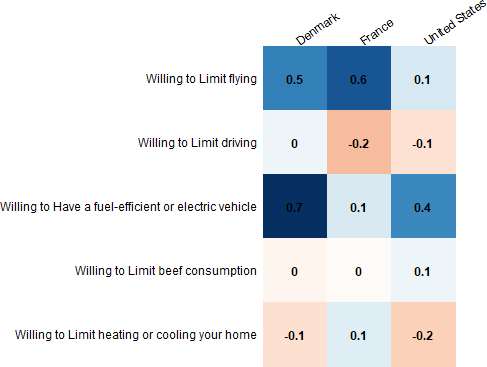 Denmark France United States
Willing to Limit flying 0.5 0.6 0.1
Willing to Limit driving 0 -0.2 -0.1
Willing to Have a fuel-efficient or electric vehicle 0.7 0.1 0.4
Willing to Limit beef consumption 0 0 0.1
Willing to Limit heating or cooling your home -0.1 0.1 -0.2